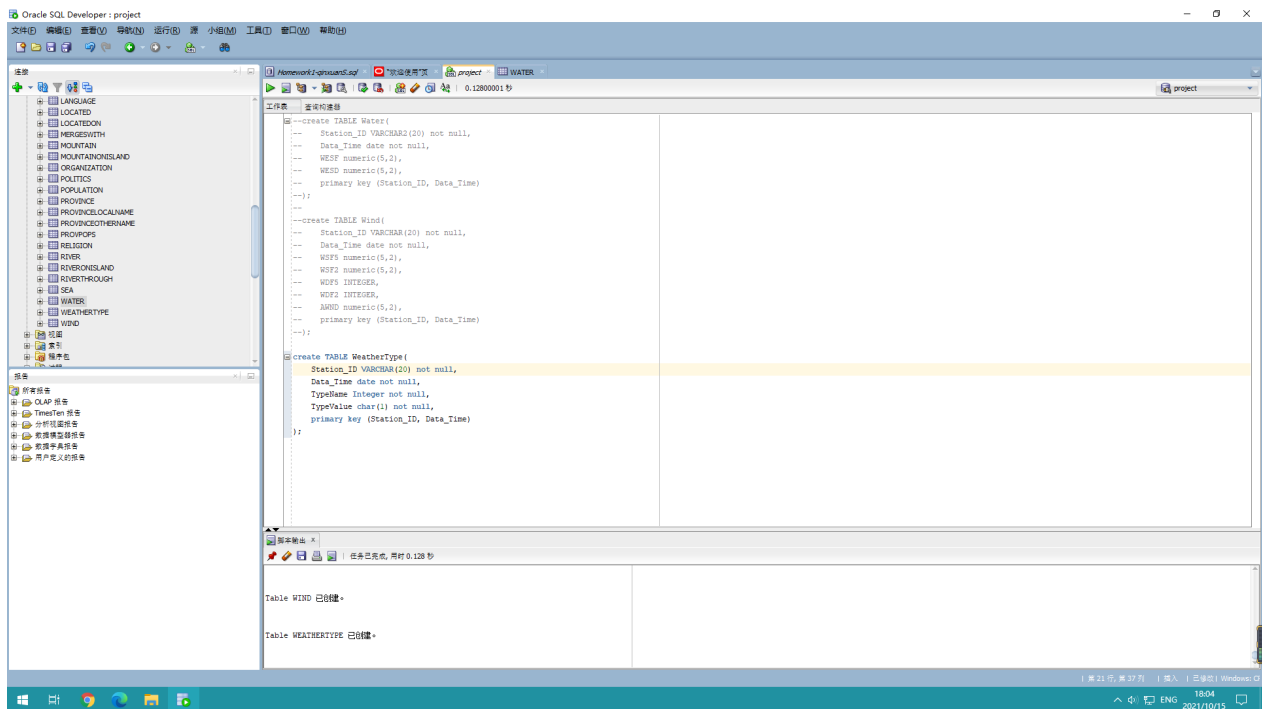 Oracle SQL Developer : project
文件(F) 编辑(E) 查看(V) 导航(N) 运行(R) 源 小组(M) 工具(T) 窗口(W) 帮助(H)
连接
LANGUAGE
LOCATED
LOCATEDON
MERGESWITH
MOUNTAIN
MOUNTAINONISLAND
ORGANIZATION
POLITICS
POPULATION
PROVINCE
PROVINCELOCALNAME
PROVINCEOTHERNAME
PROVPOPS
RELIGION
RIVER
RIVERONISLAND
RIVERTHROUGH
SEA
WATER
WEATHERTYPE
WIND
视图
索引
程序包
报告
所有报告
OLAP 报告
TimesTen 报告
分析视图报告
数据模型器报告
数据字典报告
用户定义的报告
Homework1-qinxuanS.sql "欢迎使用"页 project WATER
0.12800001 秒 project
工作表 查询构建器
--create TABLE Water(
-- Station_ID VARCHAR2(20) not null,
-- Data_Time date not null,
-- WESF numeric(5,2),
-- WESD numeric(5,2),
-- primary key (Station_ID, Data_Time)
--);
--
--create TABLE Wind(
-- Station_ID VARCHAR(20) not null,
-- Data_Time date not null,
-- WSF5 numeric(5,2),
-- WSF2 numeric(5,2),
-- WDF5 INTEGER,
-- WDF2 INTEGER,
-- AWND numeric(5,2),
-- primary key (Station_ID, Data_Time)
--);
create TABLE WeatherType(
Station_ID VARCHAR(20) not null,
Data_Time date not null,
TypeName Integer not null,
TypeValue char(1) not null,
primary key (Station_ID, Data_Time)
);
脚本输出 ×
任务已完成, 用时 0.128 秒
Table WIND 已创建。
Table WEATHERTYPE 已创建。
第 21 行, 第 37 列 | 插入 | 已修改 | Windows: C
ENG 18:04
2021/10/15